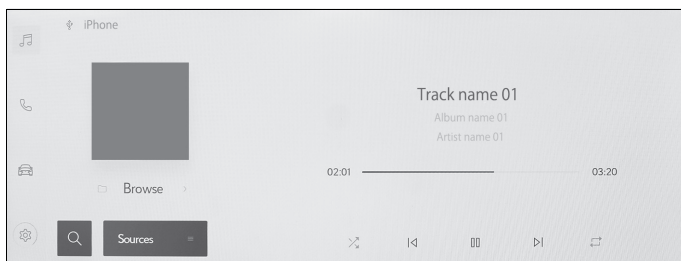 iPhone
Track name 01
Album name 01
Artist name 01
02:01
03:20
Browse
Sources